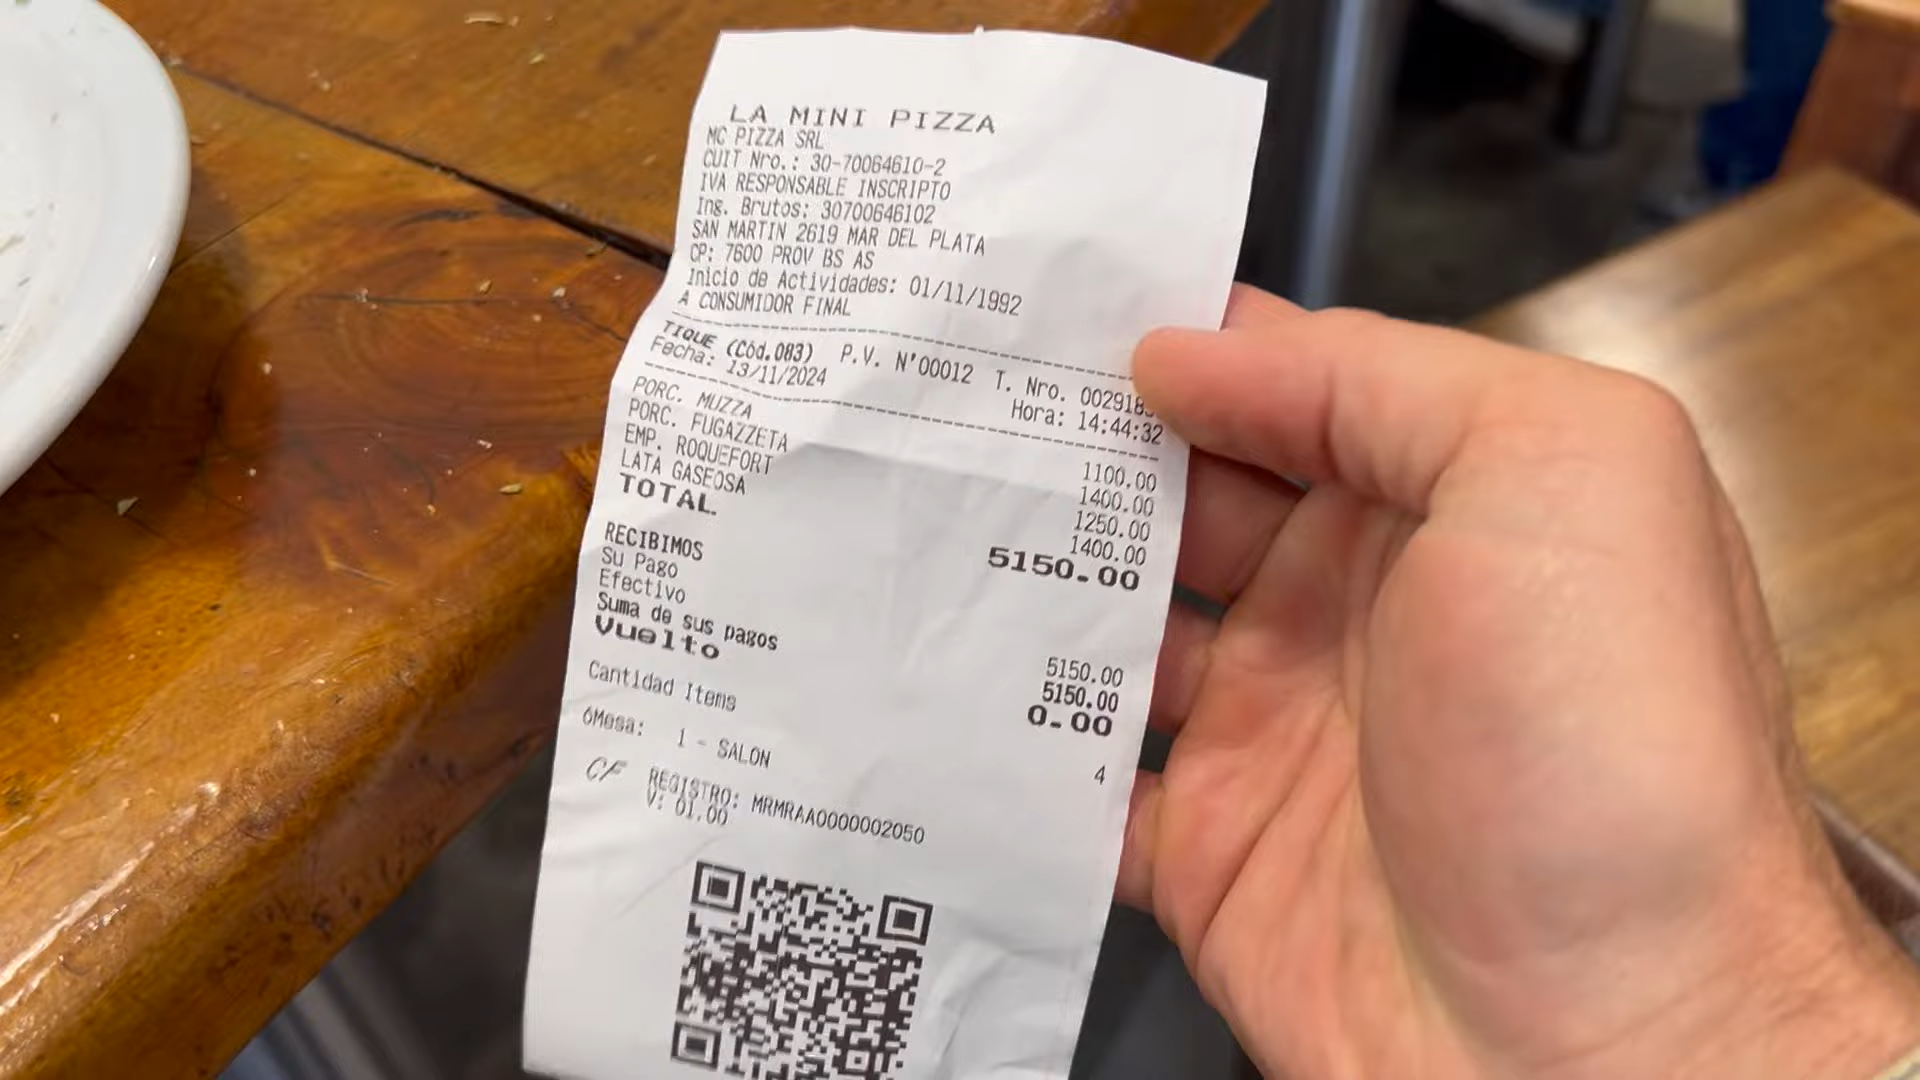 LA MINI PIZZA
MC PIZZA SRL
CUIT Nro.: 30-70064610-2
IVA RESPONSABLE INSCRIPTO
Ing. Brutos: 30700646102
SAN MARTIN 2619 MAR DEL PLATA
CP: 7600 PROV BS AS
Inicio de Actividades: 01/11/1992
A CONSUMIDOR FINAL
TIQUE (Cód.083) P.V. N°00012 T. Nro.
Fecha: 13/11/2024 Hora: 14:44:32
PORC. MUZZA 1100.00
PORC. FUGAZZETA 1400.00
EMP. ROQUEFORT 1250.00
LATA GASEOSA 1400.00
TOTAL. 5150.00
RECIBIMOS
Su Pago
Efectivo 5150.00
Suma de sus pagos 5150.00
Vuelto 0.00
Cantidad Items 4
6Mesa: 1 - SALON
CF REGISTRO: MRMRAA0000002050
V: 01.00